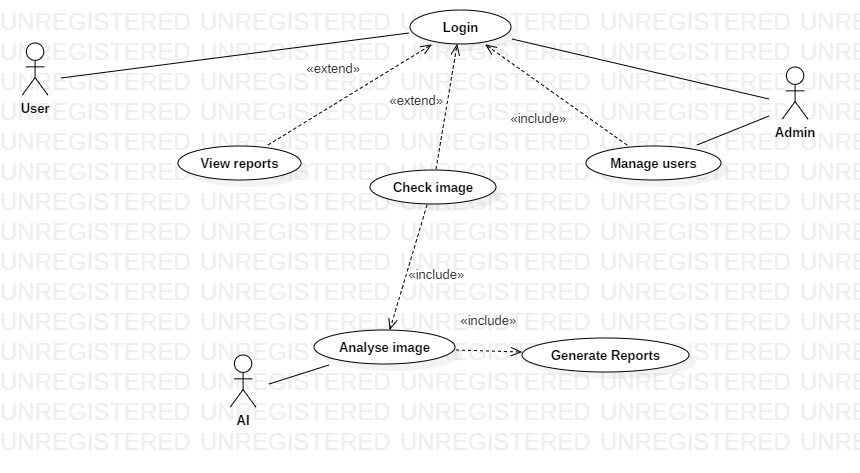 Login
User
«extend»
«extend»
«include»
Admin
View reports
Check image
Manage users
«include»
«include»
Analyse image
Generate Reports
AI
UNREGISTERED UNREGISTERED UNREGISTERED UNREGISTERED UNRE